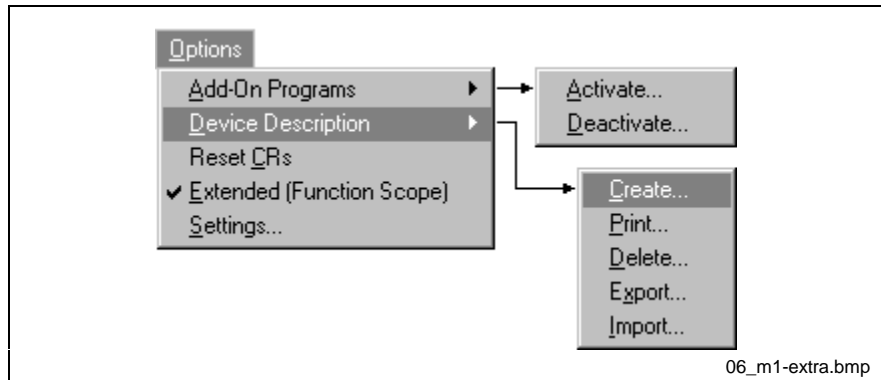 Options
Add-On Programs
Device Description
Reset CRs
Extended (Function Scope)
Settings...
Activate...
Deactivate...
Create...
Print...
Delete...
Export...
Import...
06_m1-extra.bmp